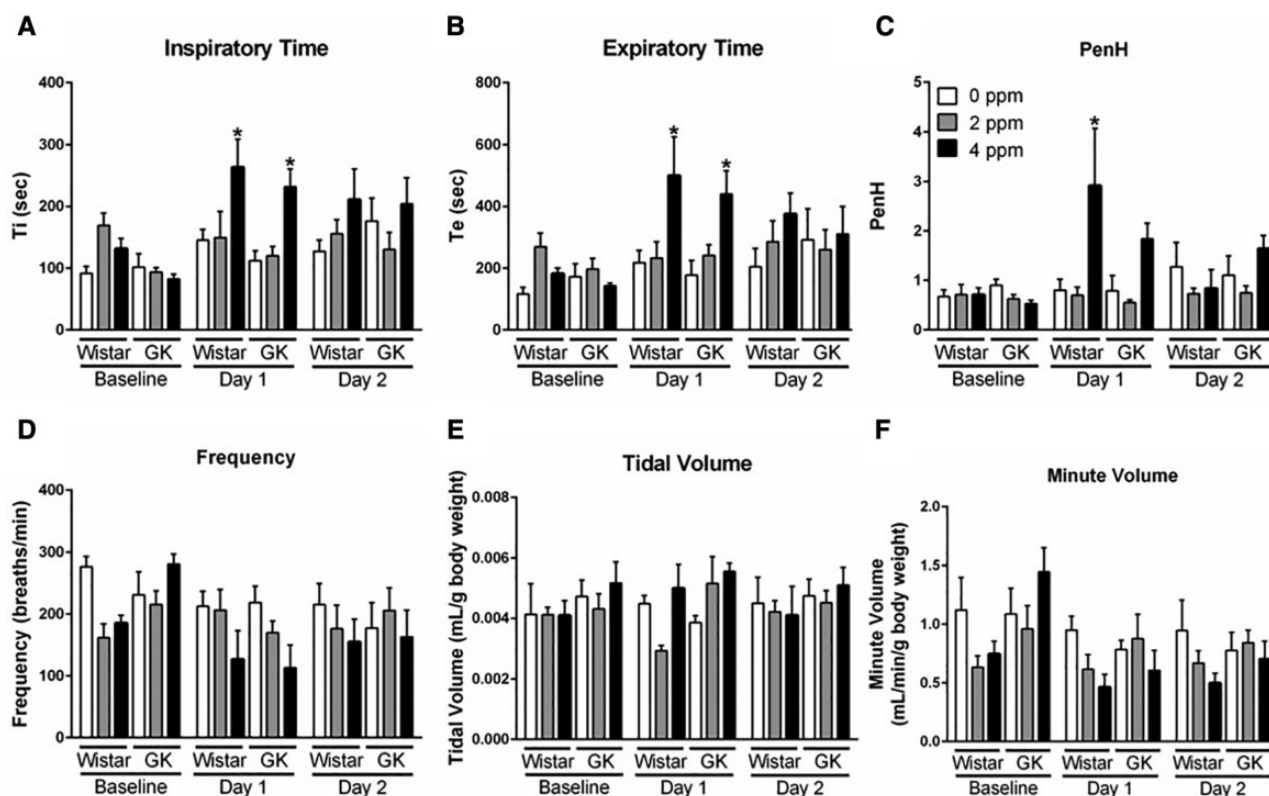 A
Inspiratory Time
Ti (sec)
400
300
200
100
0
Wistar GK Wistar GK Wistar GK
Baseline Day 1 Day 2
B
Expiratory Time
Te (sec)
800
600
400
200
0
Wistar GK Wistar GK Wistar GK
Baseline Day 1 Day 2
C
PenH
PenH
5
4
3
2
1
0
0 ppm
2 ppm
4 ppm
*
Wistar GK Wistar GK Wistar GK
Baseline Day 1 Day 2
D
Frequency
Frequency (breaths/min)
400
300
200
100
0
Wistar GK Wistar GK Wistar GK
Baseline Day 1 Day 2
E
Tidal Volume
Tidal Volume (mL/g body weight)
0.008
0.006
0.004
0.002
0.000
Wistar GK Wistar GK Wistar GK
Baseline Day 1 Day 2
F
Minute Volume
Minute Volume
(mL/min/g body weight)
2.0
1.5
1.0
0.5
0.0
Wistar GK Wistar GK Wistar GK
Baseline Day 1 Day 2